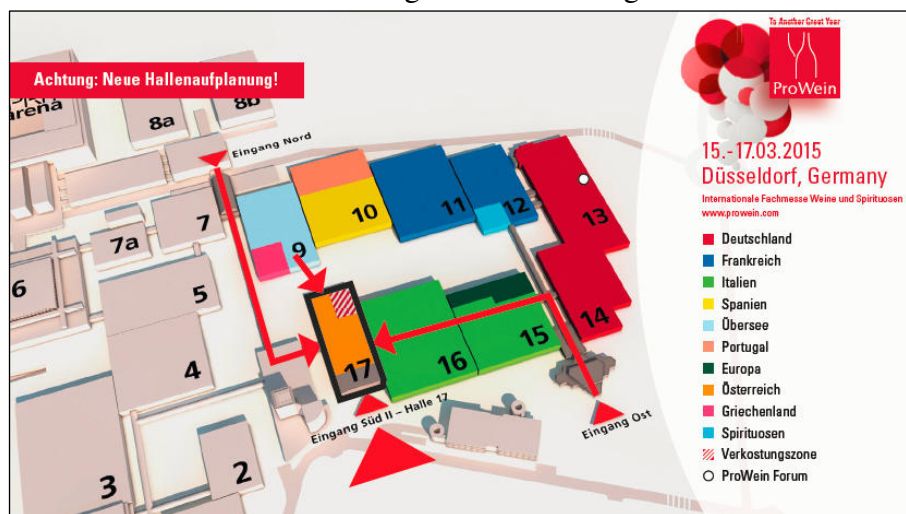 Achtung: Neue Hallenaufplanung!
arena
8a
8b
Eingang Nord
7
7a
6
5
4
3
2
9
10
11
12
13
14
15
16
17
Eingang Süd II – Halle 17
Eingang Ost
To Another Great Year
ProWein
15.-17.03.2015
Düsseldorf, Germany
Internationale Fachmesse Weine und Spirituosen
www.prowein.com
Deutschland
Frankreich
Italien
Spanien
Übersee
Portugal
Europa
Österreich
Griechenland
Spirituosen
Verkostungszone
ProWein Forum